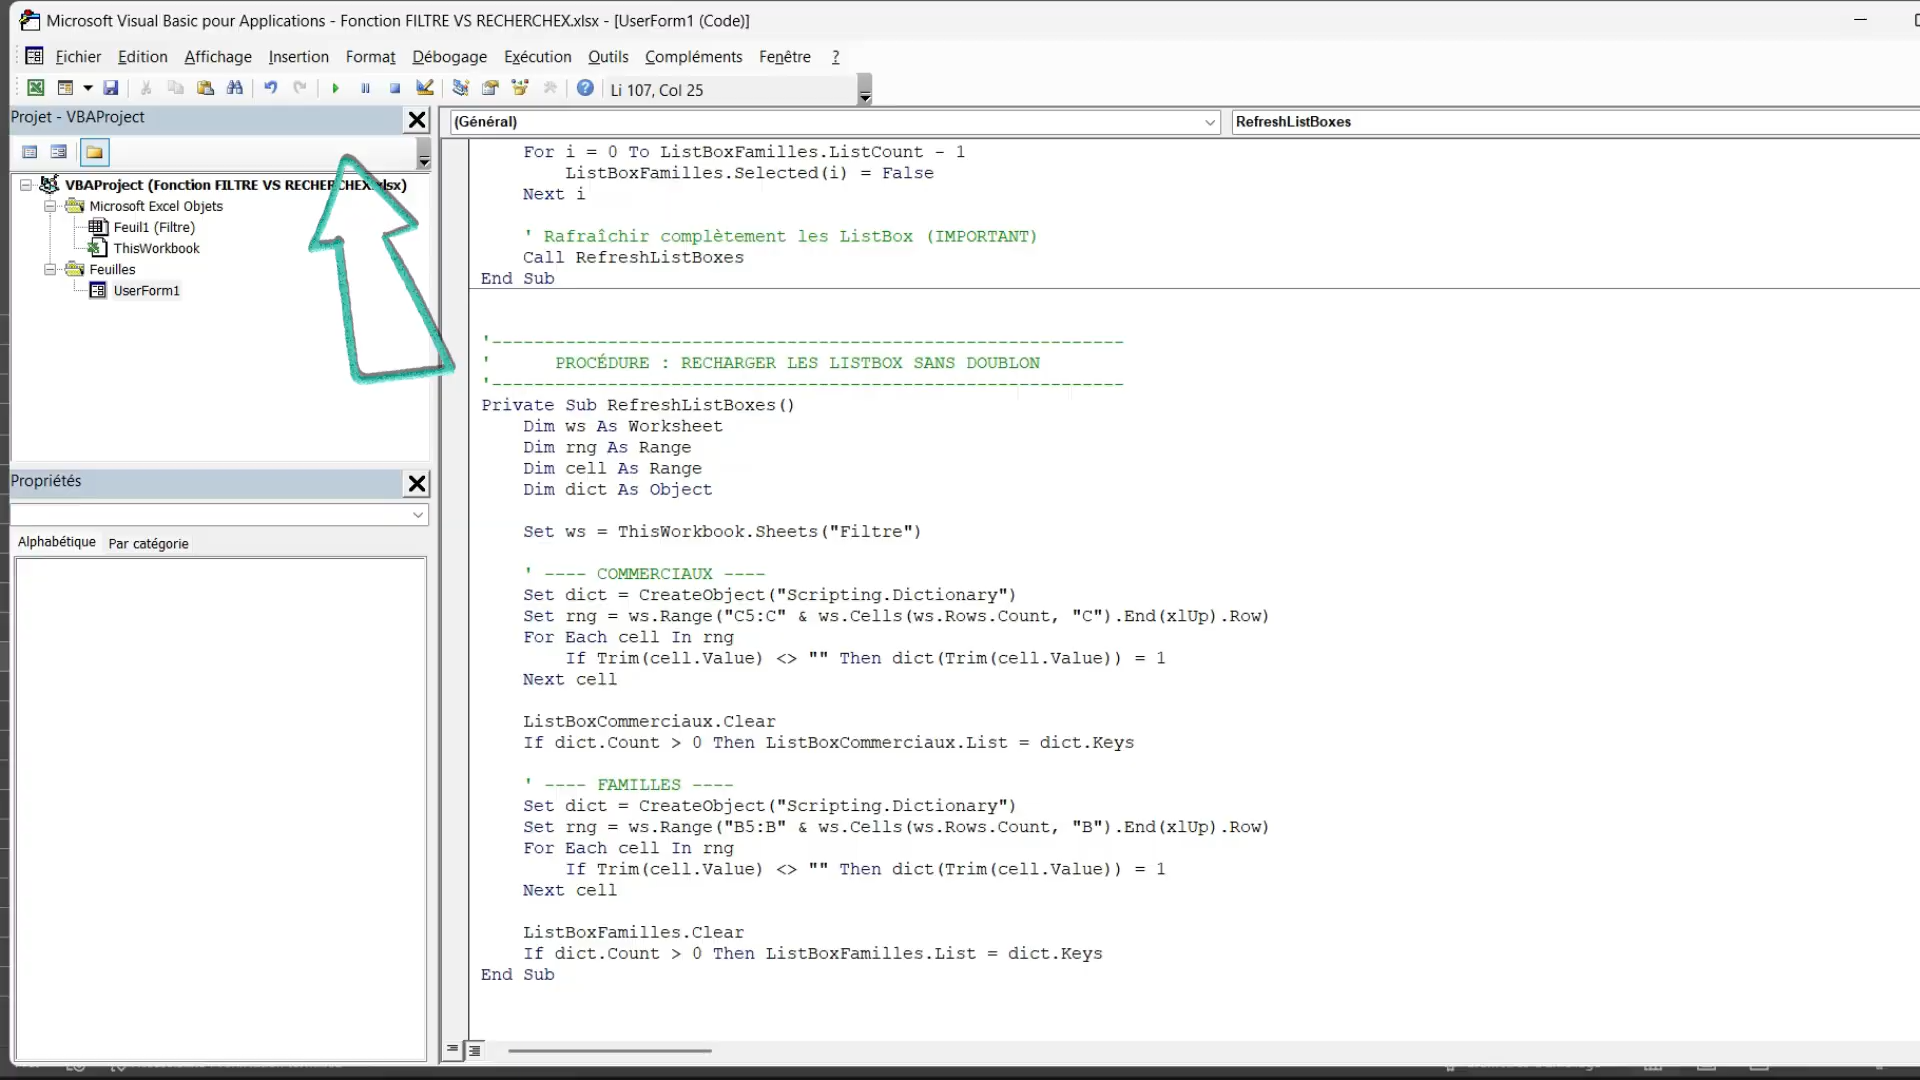 Microsoft Visual Basic pour Applications - Fonction FILTRE VS RECHERCHEX.xlsx - [UserForm1 (Code)]
Fichier Edition Affichage Insertion Format Débogage Exécution Outils Compléments Fenêtre ?
Li 107, Col 25
Projet - VBAProject
(Général)
RefreshListBoxes
VBAProject (Fonction FILTRE VS RECHERCHEX.xlsx)
Microsoft Excel Objets
Feuil1 (Filtre)
ThisWorkbook
Feuilles
UserForm1
Propriétés
Alphabétique
Par catégorie
For i = 0 To ListBoxFamilles.ListCount - 1
ListBoxFamilles.Selected(i) = False
Next i
' Rafraîchir complètement les ListBox (IMPORTANT)
Call RefreshListBoxes
End Sub
'-------------------------------------------------------------
' PROCÉDURE : RECHARGER LES LISTBOX SANS DOUBLON
'-------------------------------------------------------------
Private Sub RefreshListBoxes()
Dim ws As Worksheet
Dim rng As Range
Dim cell As Range
Dim dict As Object
Set ws = ThisWorkbook.Sheets("Filtre")
' ---- COMMERCIAUX ----
Set dict = CreateObject("Scripting.Dictionary")
Set rng = ws.Range("C5:C" & ws.Cells(ws.Rows.Count, "C").End(xlUp).Row)
For Each cell In rng
If Trim(cell.Value) <> "" Then dict(Trim(cell.Value)) = 1
Next cell
ListBoxCommerciaux.Clear
If dict.Count > 0 Then ListBoxCommerciaux.List = dict.Keys
' ---- FAMILLES ----
Set dict = CreateObject("Scripting.Dictionary")
Set rng = ws.Range("B5:B" & ws.Cells(ws.Rows.Count, "B").End(xlUp).Row)
For Each cell In rng
If Trim(cell.Value) <> "" Then dict(Trim(cell.Value)) = 1
Next cell
ListBoxFamilles.Clear
If dict.Count > 0 Then ListBoxFamilles.List = dict.Keys
End Sub